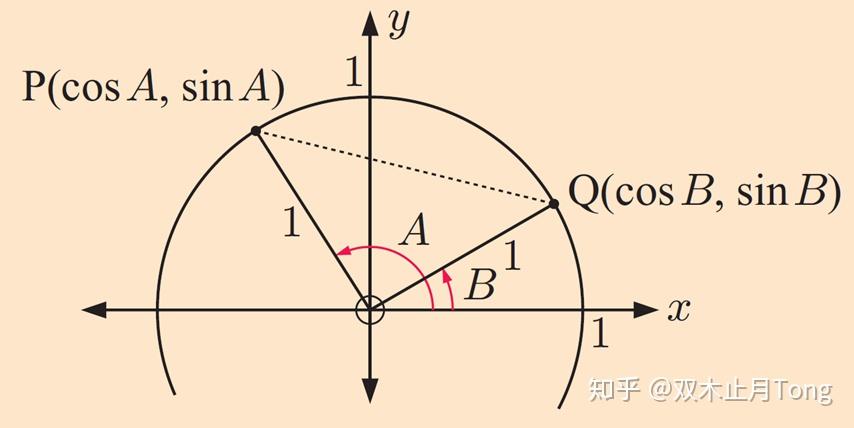 y
1
P(cos A, sin A)
Q(cos B, sin B)
1
A
1
B
x
1
知乎 @双木止月Tong